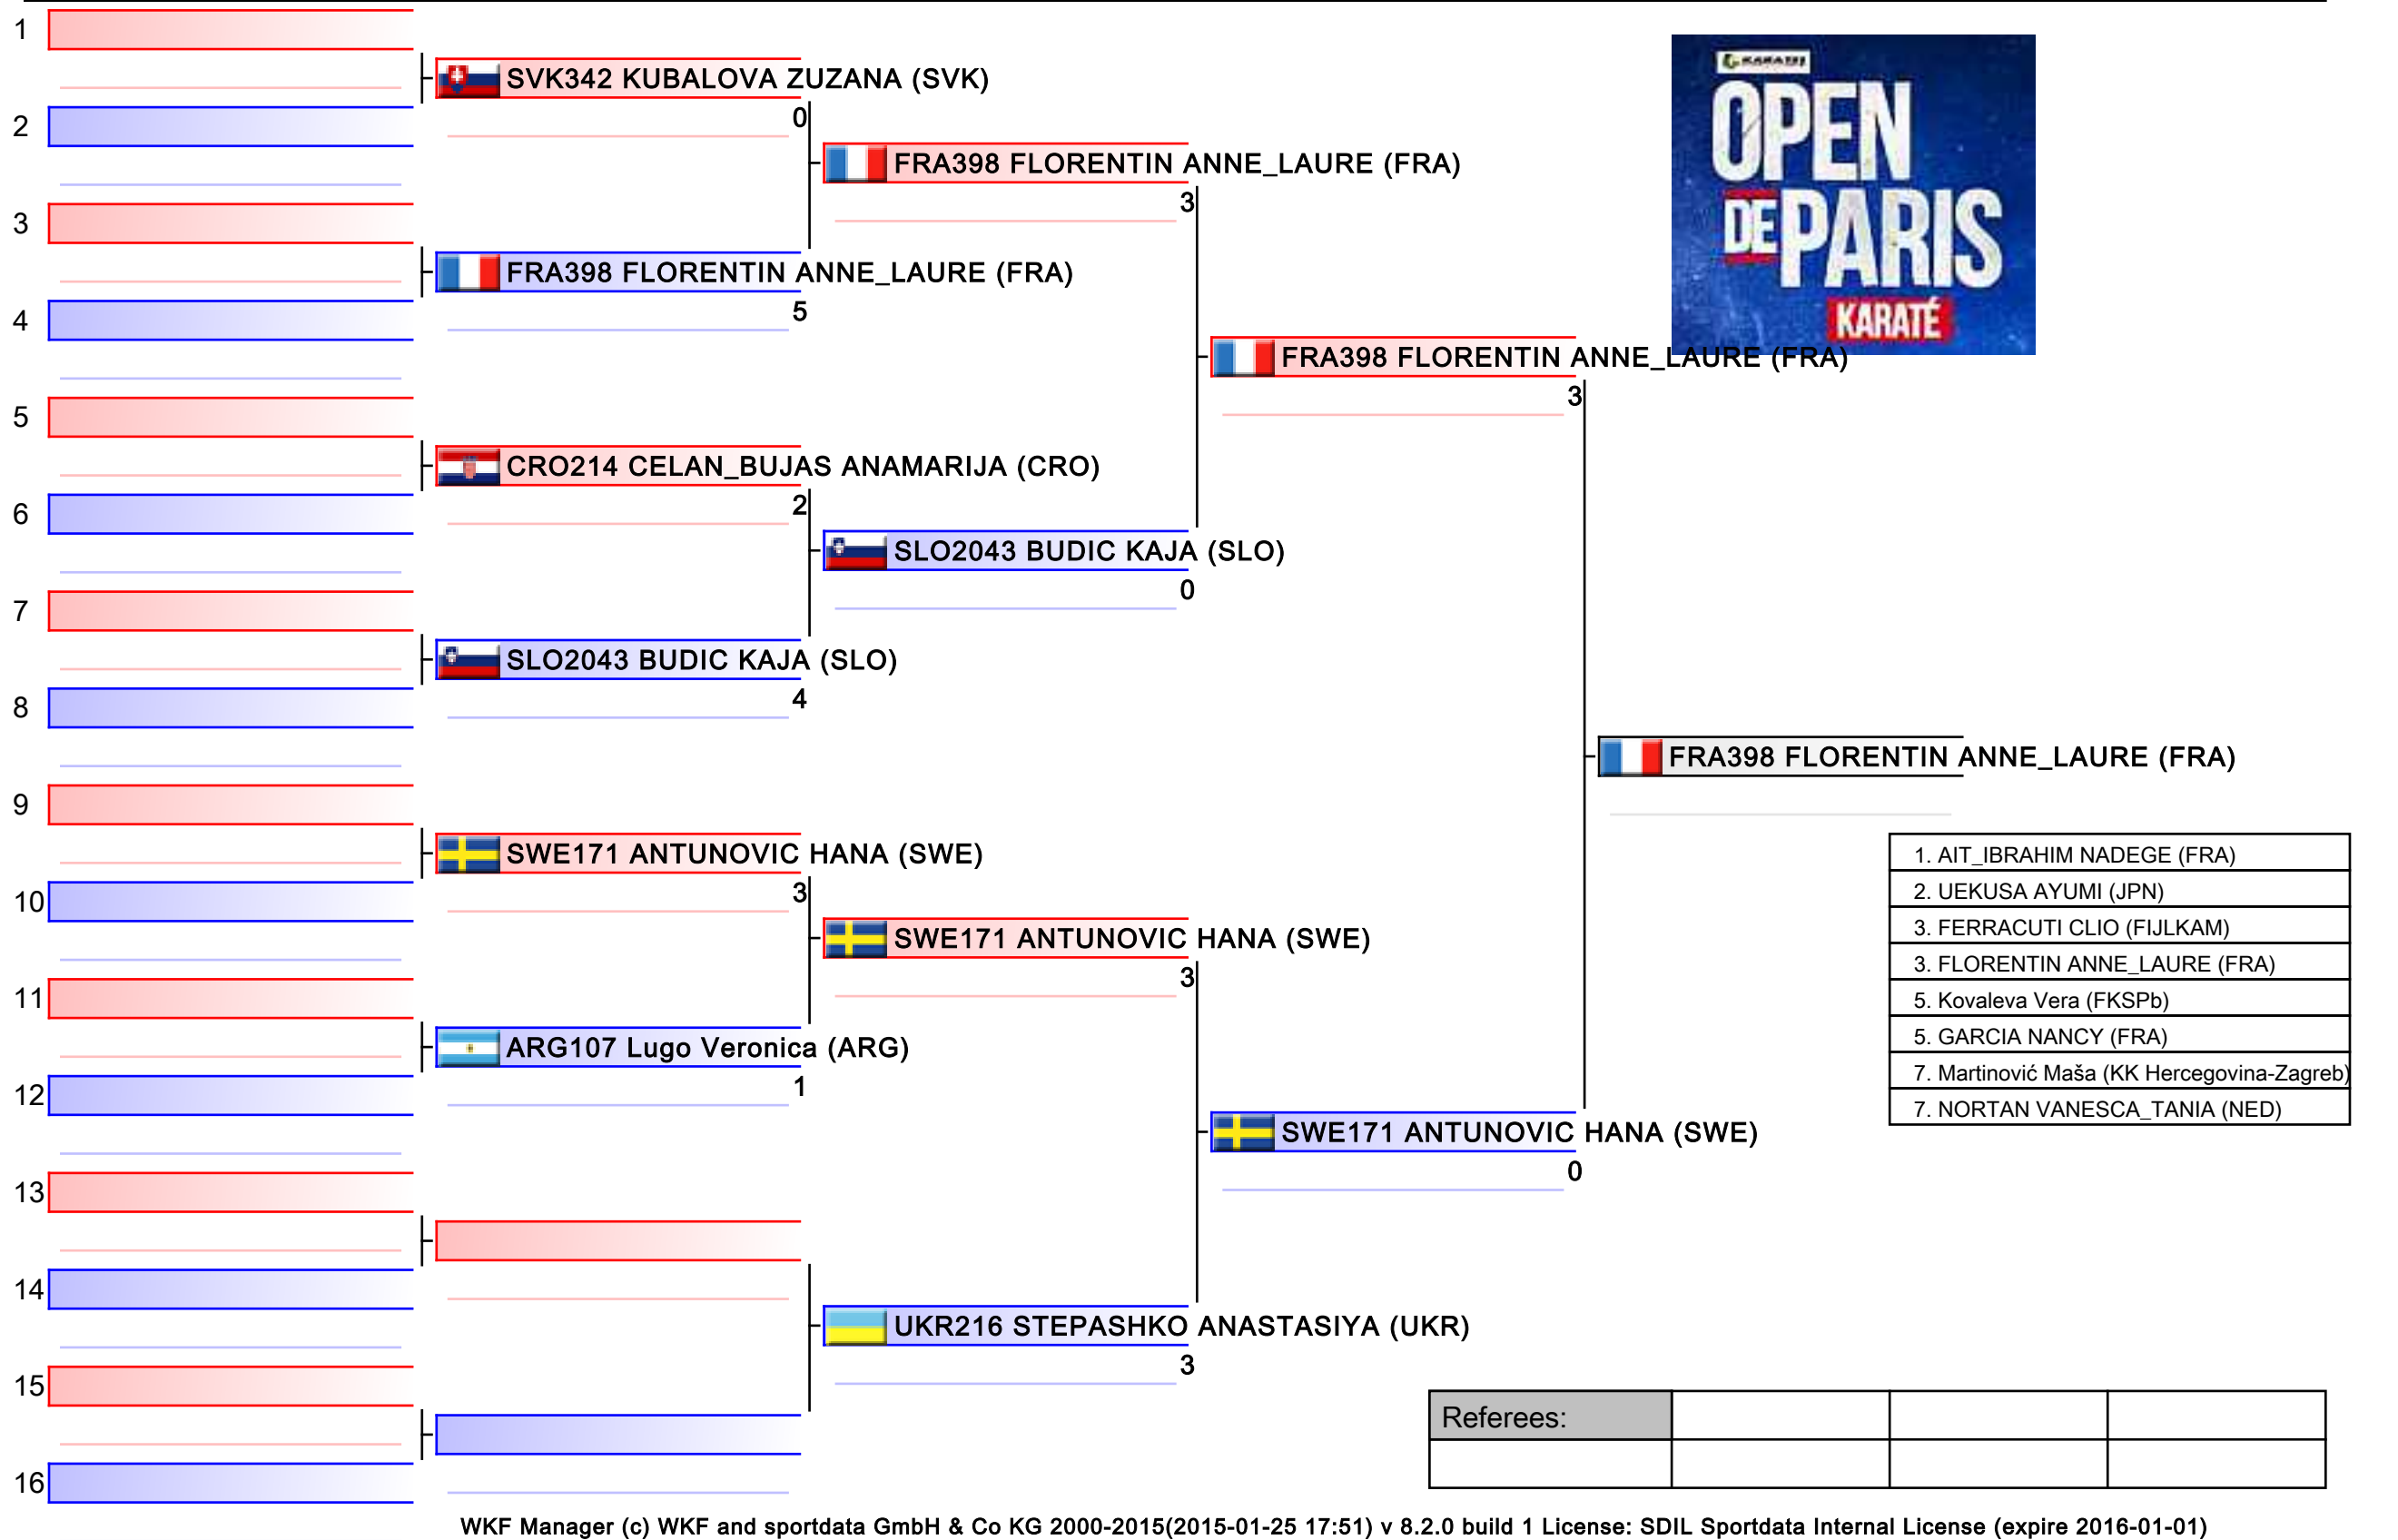 1
SVK342 KUBALOVA ZUZANA (SVK)
0
2
FRA398 FLORENTIN ANNE_LAURE (FRA)
3
3
FRA398 FLORENTIN ANNE_LAURE (FRA)
5
4
OPEN
DE PARIS
KARATÉ
FRA398 FLORENTIN ANNE_LAURE (FRA)
3
5
CRO214 CELAN_BUJAS ANAMARIJA (CRO)
2
6
SLO2043 BUDIC KAJA (SLO)
0
7
SLO2043 BUDIC KAJA (SLO)
4
8
FRA398 FLORENTIN ANNE_LAURE (FRA)
9
SWE171 ANTUNOVIC HANA (SWE)
3
10
SWE171 ANTUNOVIC HANA (SWE)
3
11
ARG107 Lugo Veronica (ARG)
1
12
1. AIT_IBRAHIM NADEGE (FRA)
2. UEKUSA AYUMI (JPN)
3. FERRACUTI CLIO (FIJLKAM)
3. FLORENTIN ANNE_LAURE (FRA)
5. Kovaleva Vera (FKSPb)
5. GARCIA NANCY (FRA)
7. Martinović Maša (KK Hercegovina-Zagreb)
7. NORTAN VANESCA_TANIA (NED)
SWE171 ANTUNOVIC HANA (SWE)
0
13
14
UKR216 STEPASHKO ANASTASIYA (UKR)
3
15
Referees:
16
WKF Manager (c) WKF and sportdata GmbH & Co KG 2000-2015(2015-01-25 17:51) v 8.2.0 build 1 License: SDIL Sportdata Internal License (expire 2016-01-01)